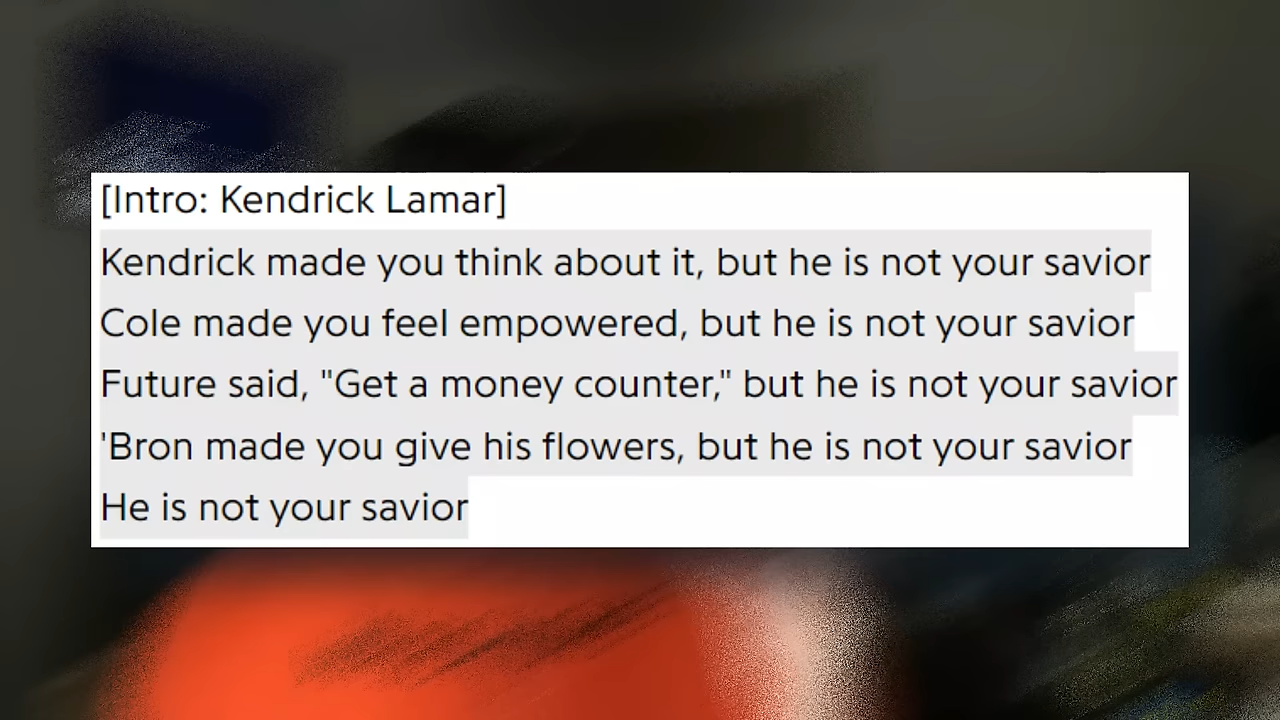 [Intro: Kendrick Lamar]
Kendrick made you think about it, but he is not your savior
Cole made you feel empowered, but he is not your savior
Future said, "Get a money counter," but he is not your savior
'Bron made you give his flowers, but he is not your savior
He is not your savior